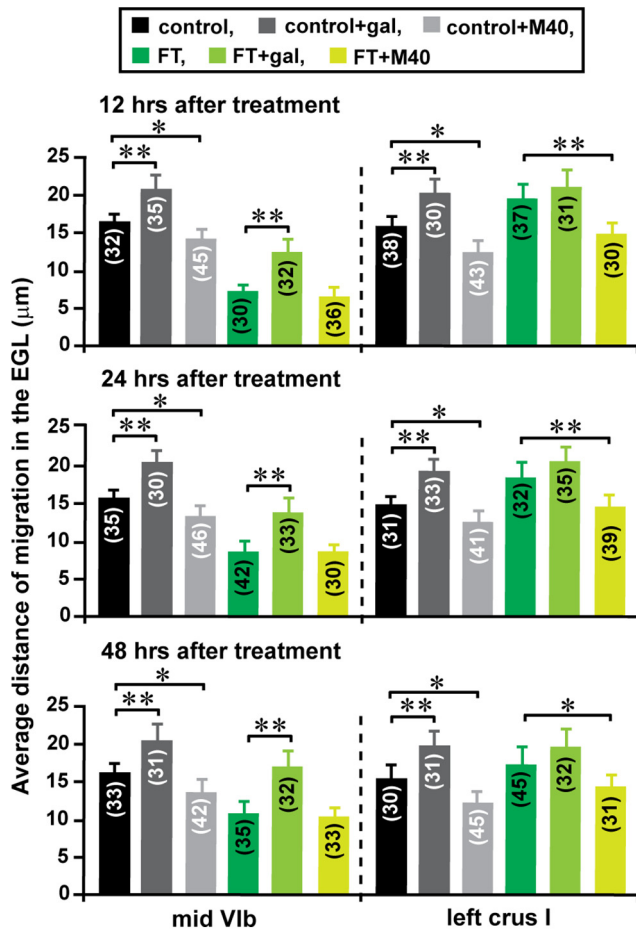 control, control+gal, control+M40,
FT, FT+gal, FT+M40
Average distance of migration in the EGL (µm)
12 hrs after treatment
25
20
15
10
5
0
* ** **
(32) (35) (45) (30) (32) (36)
* ** **
(38) (30) (43) (37) (31) (30)
24 hrs after treatment
25
20
15
10
5
0
* ** **
(35) (30) (46) (42) (33) (30)
* ** **
(31) (33) (41) (32) (35) (39)
48 hrs after treatment
25
20
15
10
5
0
* ** **
(33) (31) (42) (35) (32) (33)
* ** *
(30) (31) (45) (45) (32) (31)
mid VIb left crus I